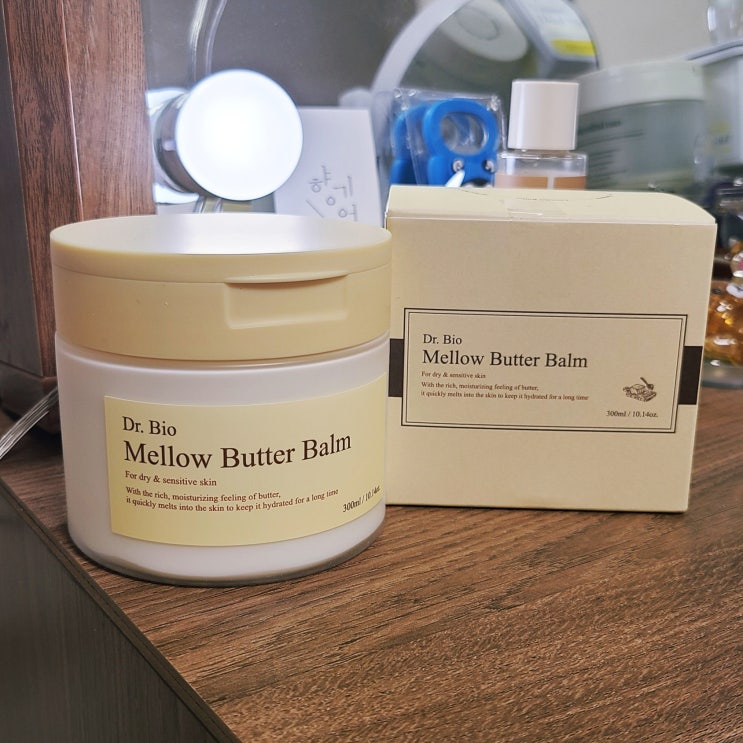 Dr. Bio
Mellow Butter Balm
For dry & sensitive skin
With the rich, moisturizing feeling of butter,
it quickly melts into the skin to keep it hydrated for a long time
300ml / 10.14oz.
Dr. Bio
Mellow Butter Balm
For dry & sensitive skin
With the rich, moisturizing feeling of butter,
it quickly melts into the skin to keep it hydrated for a long time
300ml / 10.14oz.